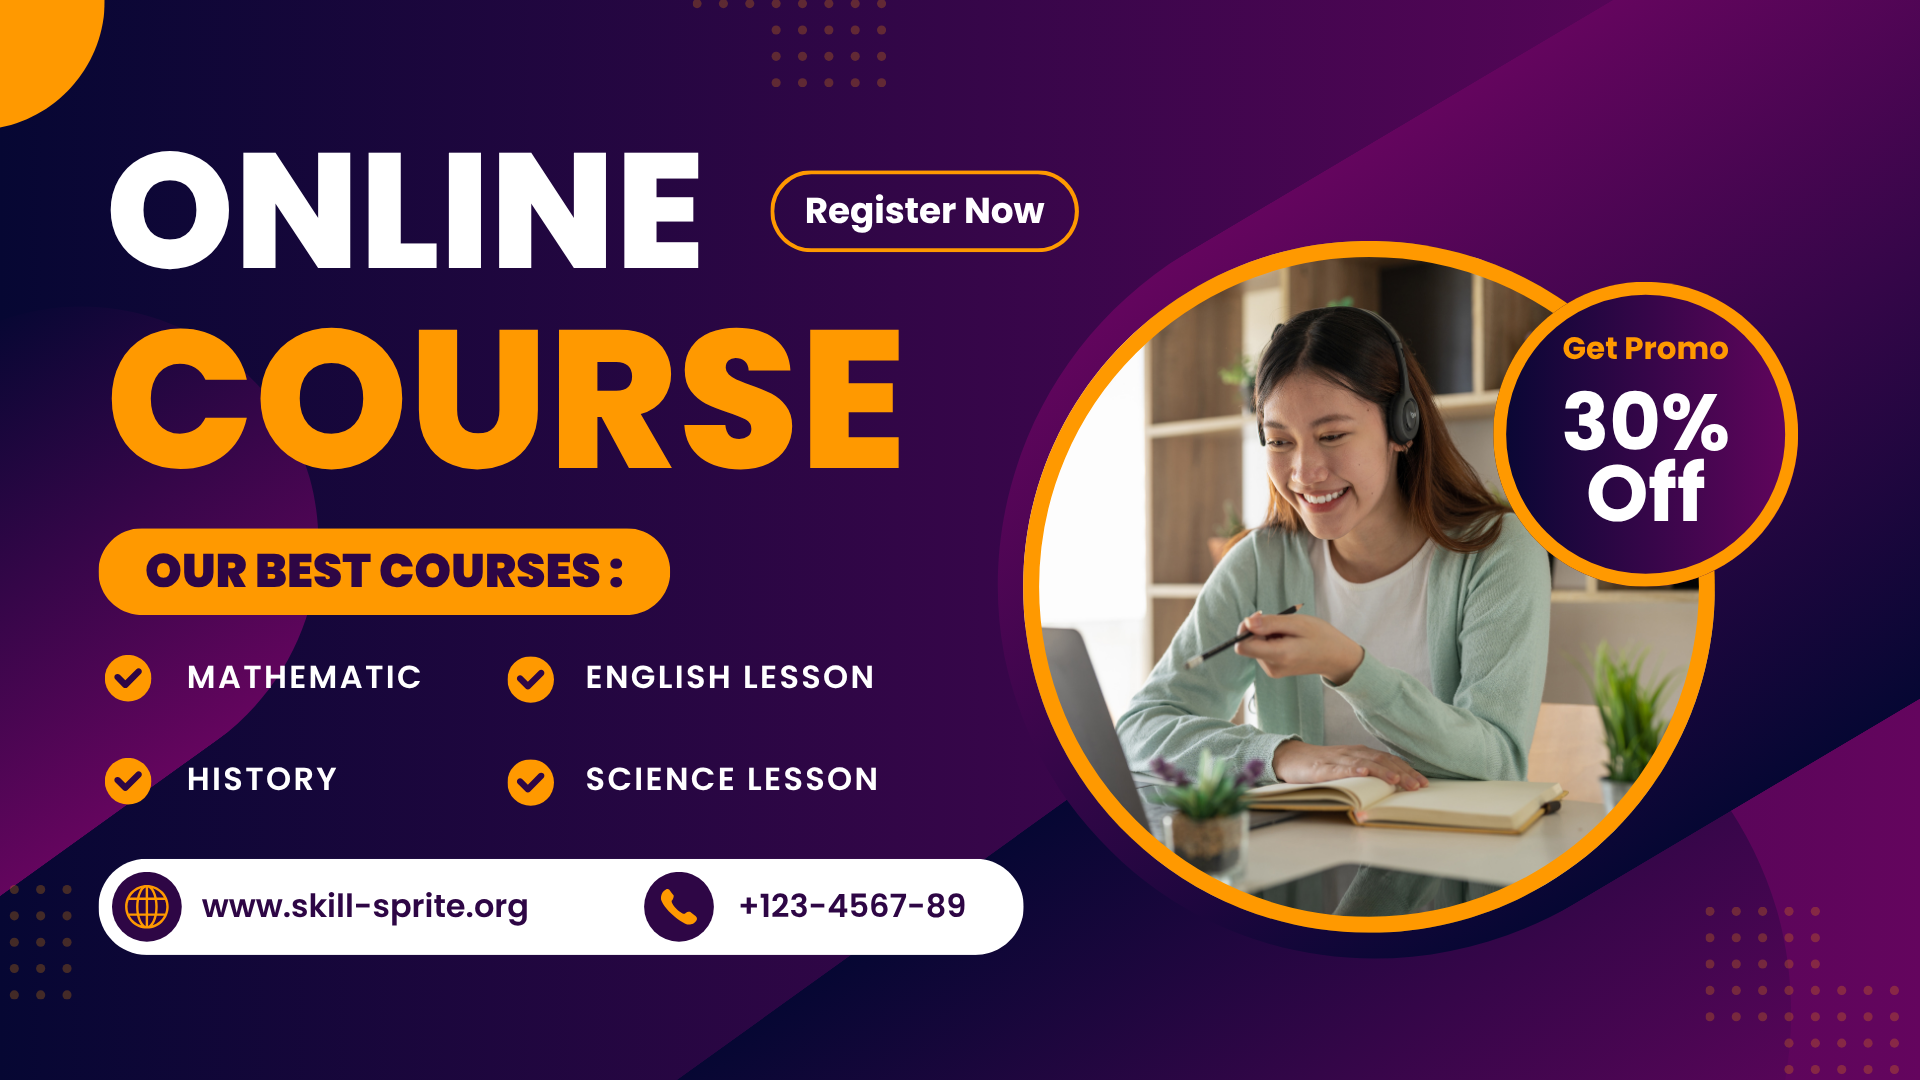 ONLINE
Register Now
COURSE
Get Promo
30%
Off
OUR BEST COURSES :
MATHEMATIC
ENGLISH LESSON
HISTORY
SCIENCE LESSON
www.skill-sprite.org
+123-4567-89